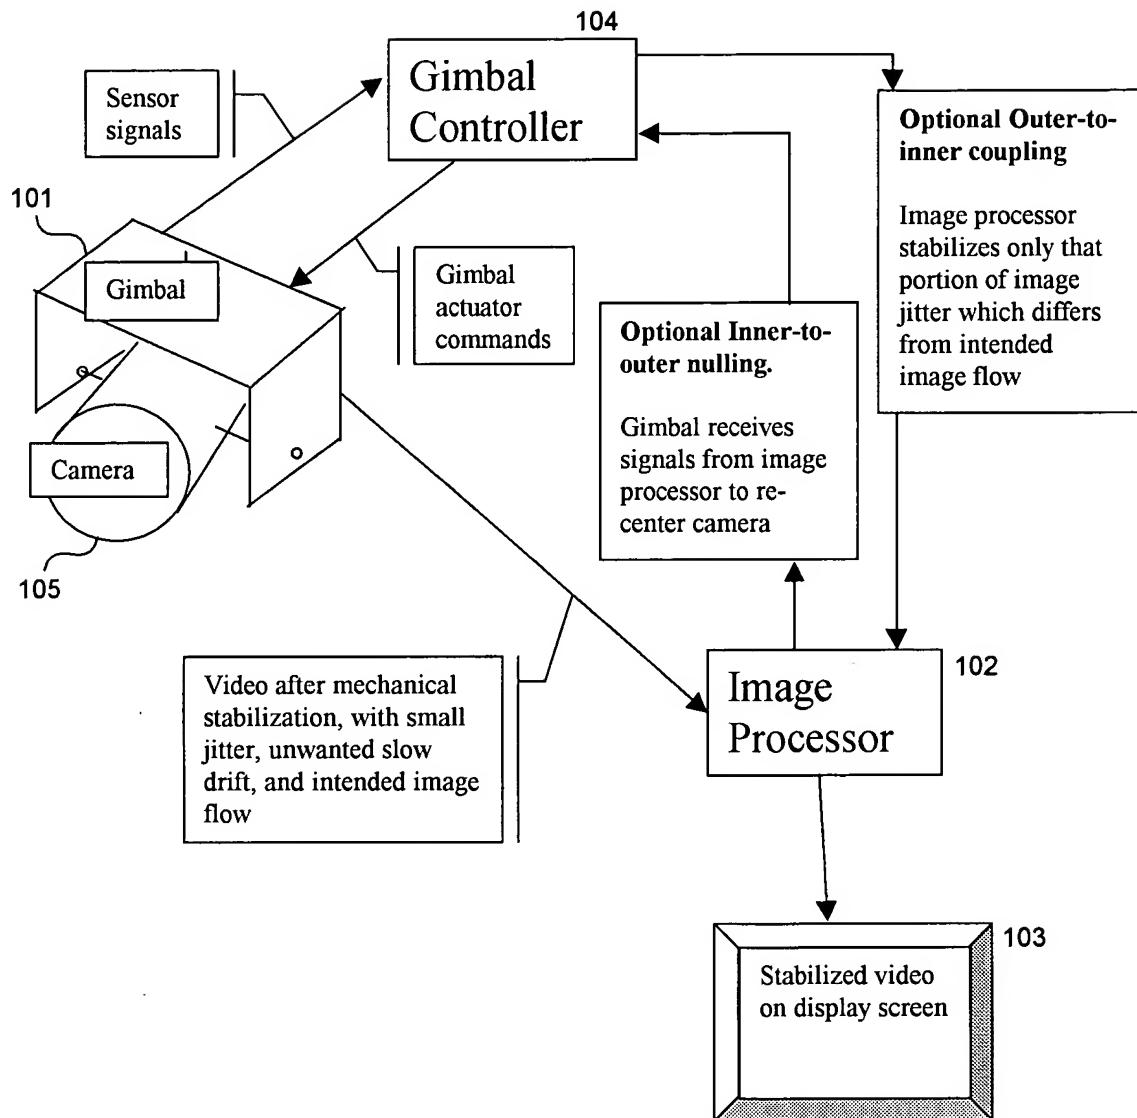 104
Gimbal
Controller
Sensor
signals
Optional Outer-to-
inner coupling
Image processor
stabilizes only that
portion of image
jitter which differs
from intended
image flow
101
Gimbal
Gimbal
actuator
commands
Optional Inner-to-
outer nulling.
Gimbal receives
signals from image
processor to re-
center camera
Camera
105
Video after mechanical
stabilization, with small
jitter, unwanted slow
drift, and intended image
flow
102
Image
Processor
103
Stabilized video
on display screen